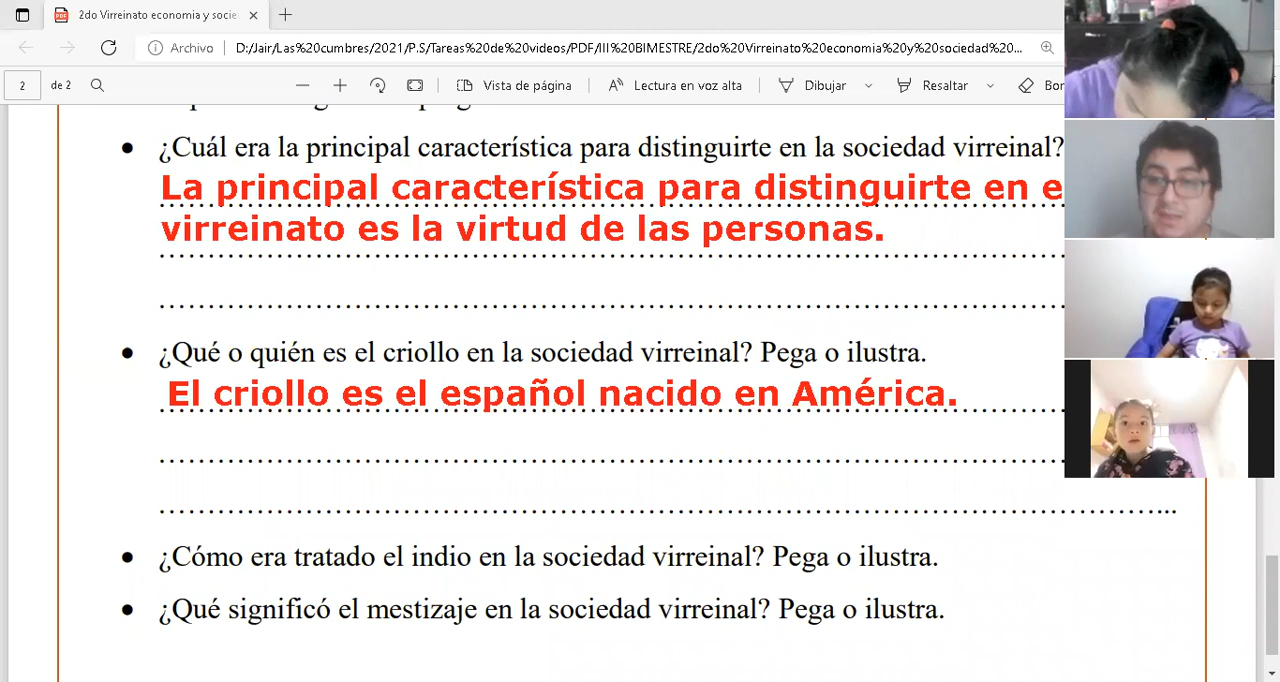 2do Virreinato economia y socie
Archivo
D:/Jair/Las%20cumbres/2021/P.S/Tareas%20de%20videos/PDF/III%20BIMESTRE/2do%20Virreinato%20economia%20y%20sociedad%20...
2 de 2
Vista de página
Lectura en voz alta
Dibujar
Resaltar
Bor
• ¿Cuál era la principal característica para distinguirte en la sociedad virreinal?
La principal característica para distinguirte en e
virreinato es la virtud de las personas.
• ¿Qué o quién es el criollo en la sociedad virreinal? Pega o ilustra.
El criollo es el español nacido en América.
• ¿Cómo era tratado el indio en la sociedad virreinal? Pega o ilustra.
• ¿Qué significó el mestizaje en la sociedad virreinal? Pega o ilustra.